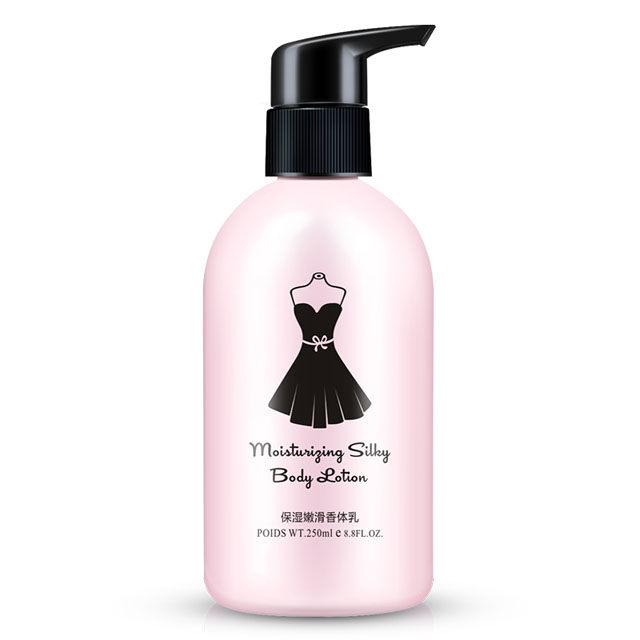 Moisturizing Silky
Body Lotion
保湿嫩滑香体乳
POIDS WT.250ml e 8.8FL.OZ.